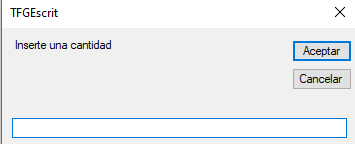 TFGEscrit
Inserte una cantidad
Aceptar
Cancelar